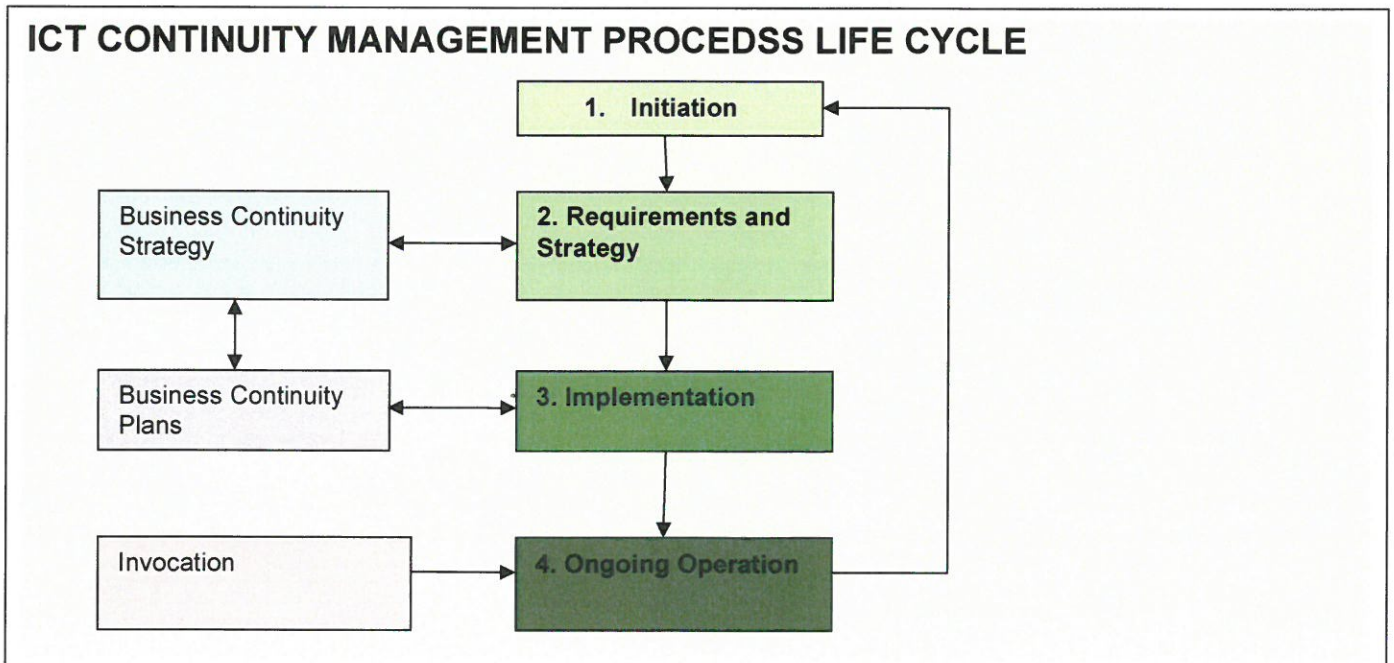 ICT CONTINUITY MANAGEMENT PROCEDSS LIFE CYCLE
1. Initiation
Business Continuity
Strategy
2. Requirements and
Strategy
Business Continuity
Plans
3. Implementation
Invocation
4. Ongoing Operation